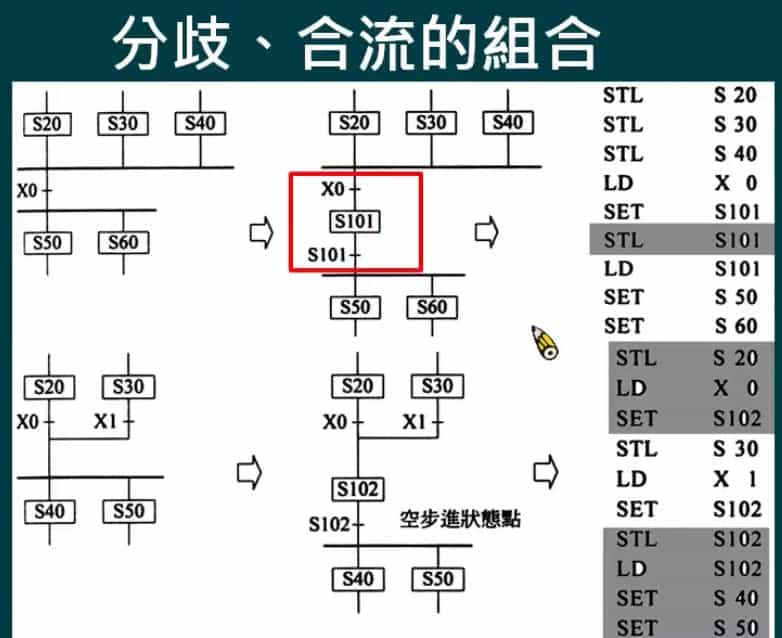 分歧、合流的組合
S20 S30 S40
X0
S50 S60
S20 S30 S40
X0
S101
S101
S50 S60
STL S 20
STL S 30
STL S 40
LD X 0
SET S101
STL S101
LD S101
SET S 50
SET S 60
S20 S30
X0 X1
S40 S50
S20 S30
X0 X1
S102
S102 空步進狀態點
S40 S50
STL S 20
LD X 0
SET S102
STL S 30
LD X 1
SET S102
STL S102
LD S102
SET S 40
SET S 50